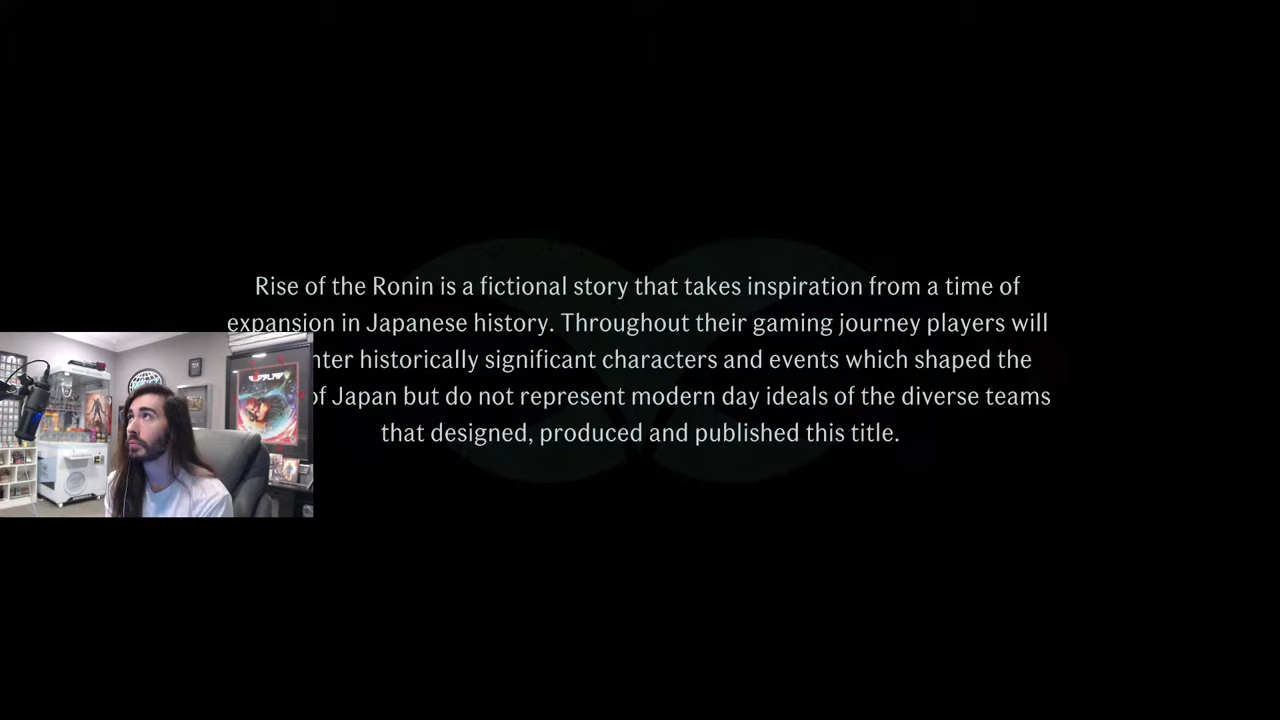 Rise of the Ronin is a fictional story that takes inspiration from a time of
expansion in Japanese history. Throughout their gaming journey players will
historically significant characters and events which shaped the
of Japan but do not represent modern day ideals of the diverse teams
that designed, produced and published this title.